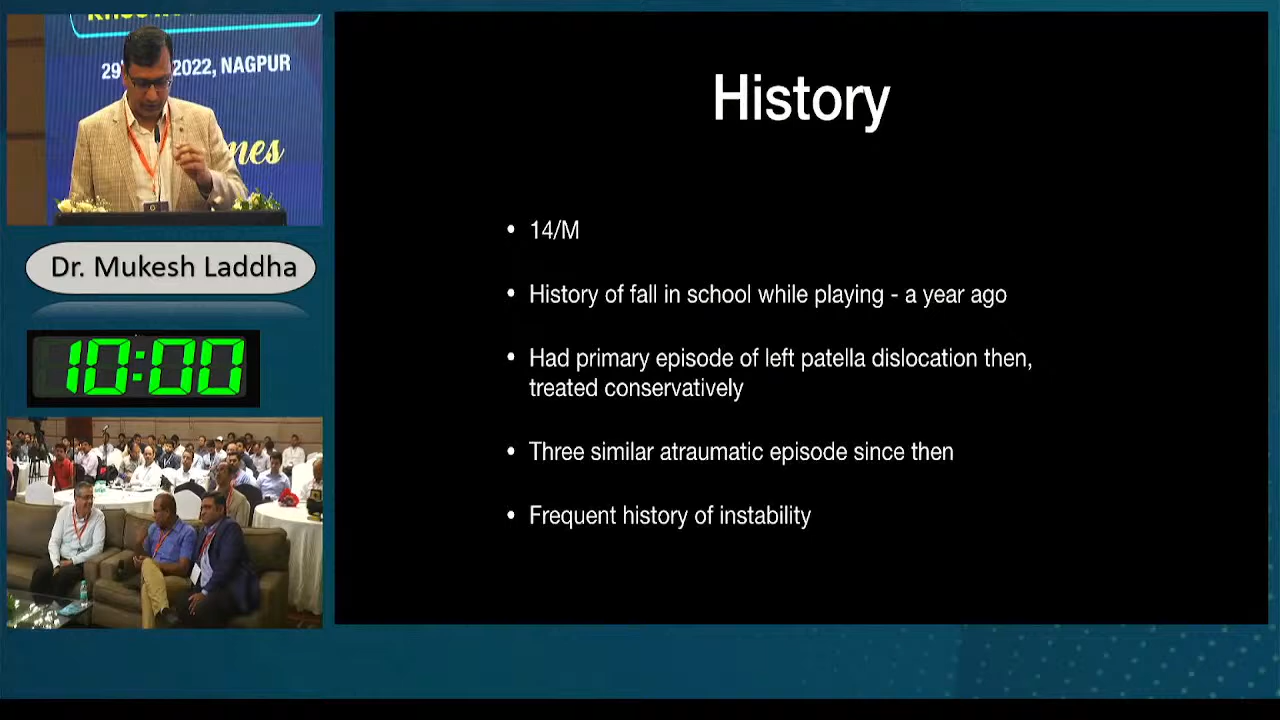 2022, NAGPUR
Dr. Mukesh Laddha
10:00
History
• 14/M
• History of fall in school while playing - a year ago
• Had primary episode of left patella dislocation then,
treated conservatively
• Three similar atraumatic episode since then
• Frequent history of instability